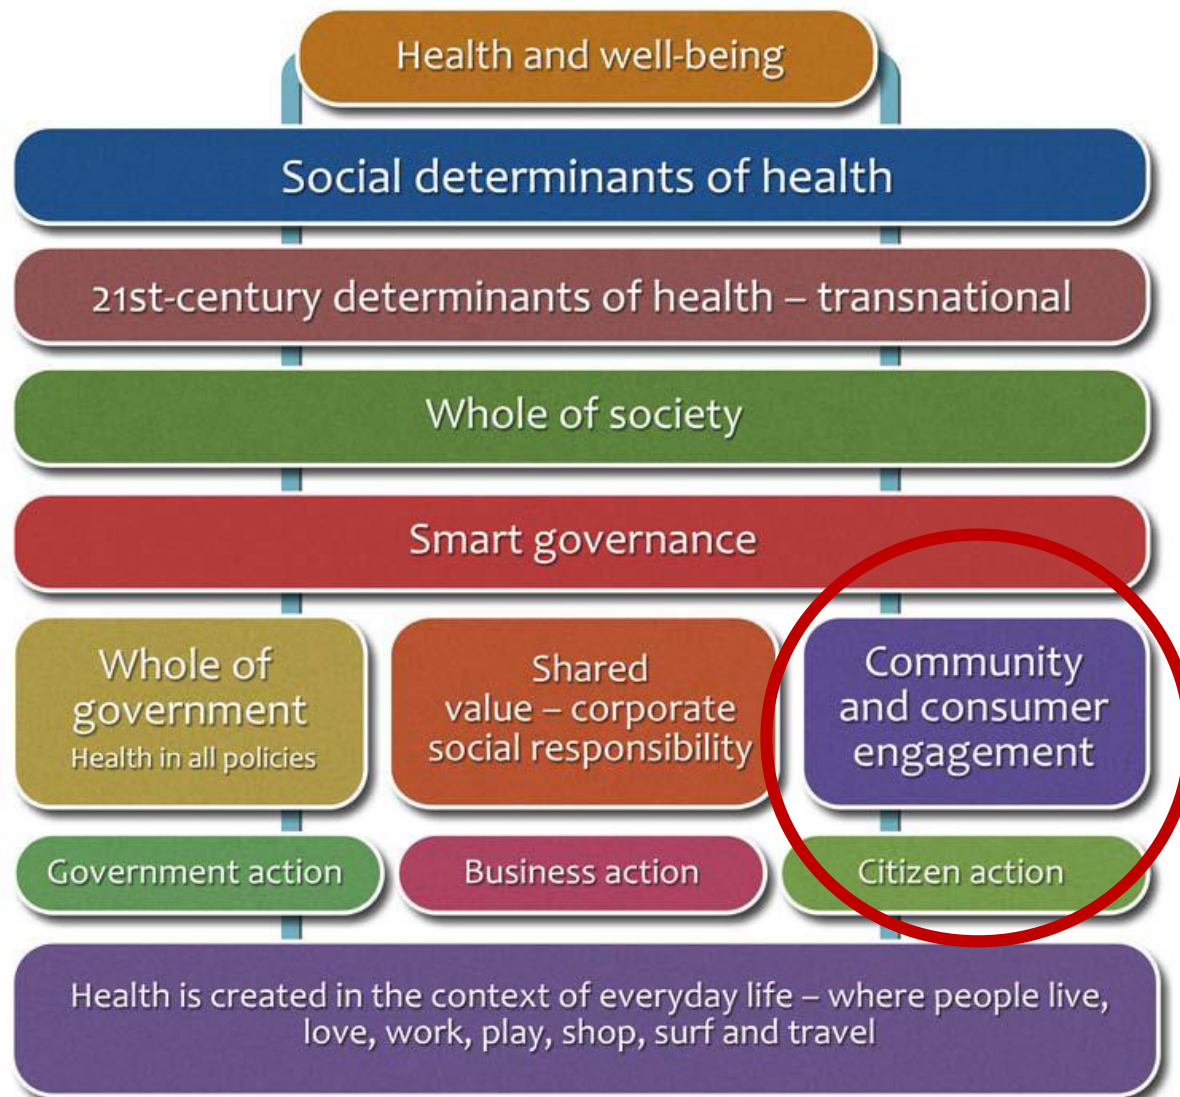 Health and well-being
Social determinants of health
21st-century determinants of health – transnational
Whole of society
Smart governance
Whole of
government
Health in all policies
Shared
value – corporate
social responsibility
Community
and consumer
engagement
Government action
Business action
Citizen action
Health is created in the context of everyday life – where people live,
love, work, play, shop, surf and travel